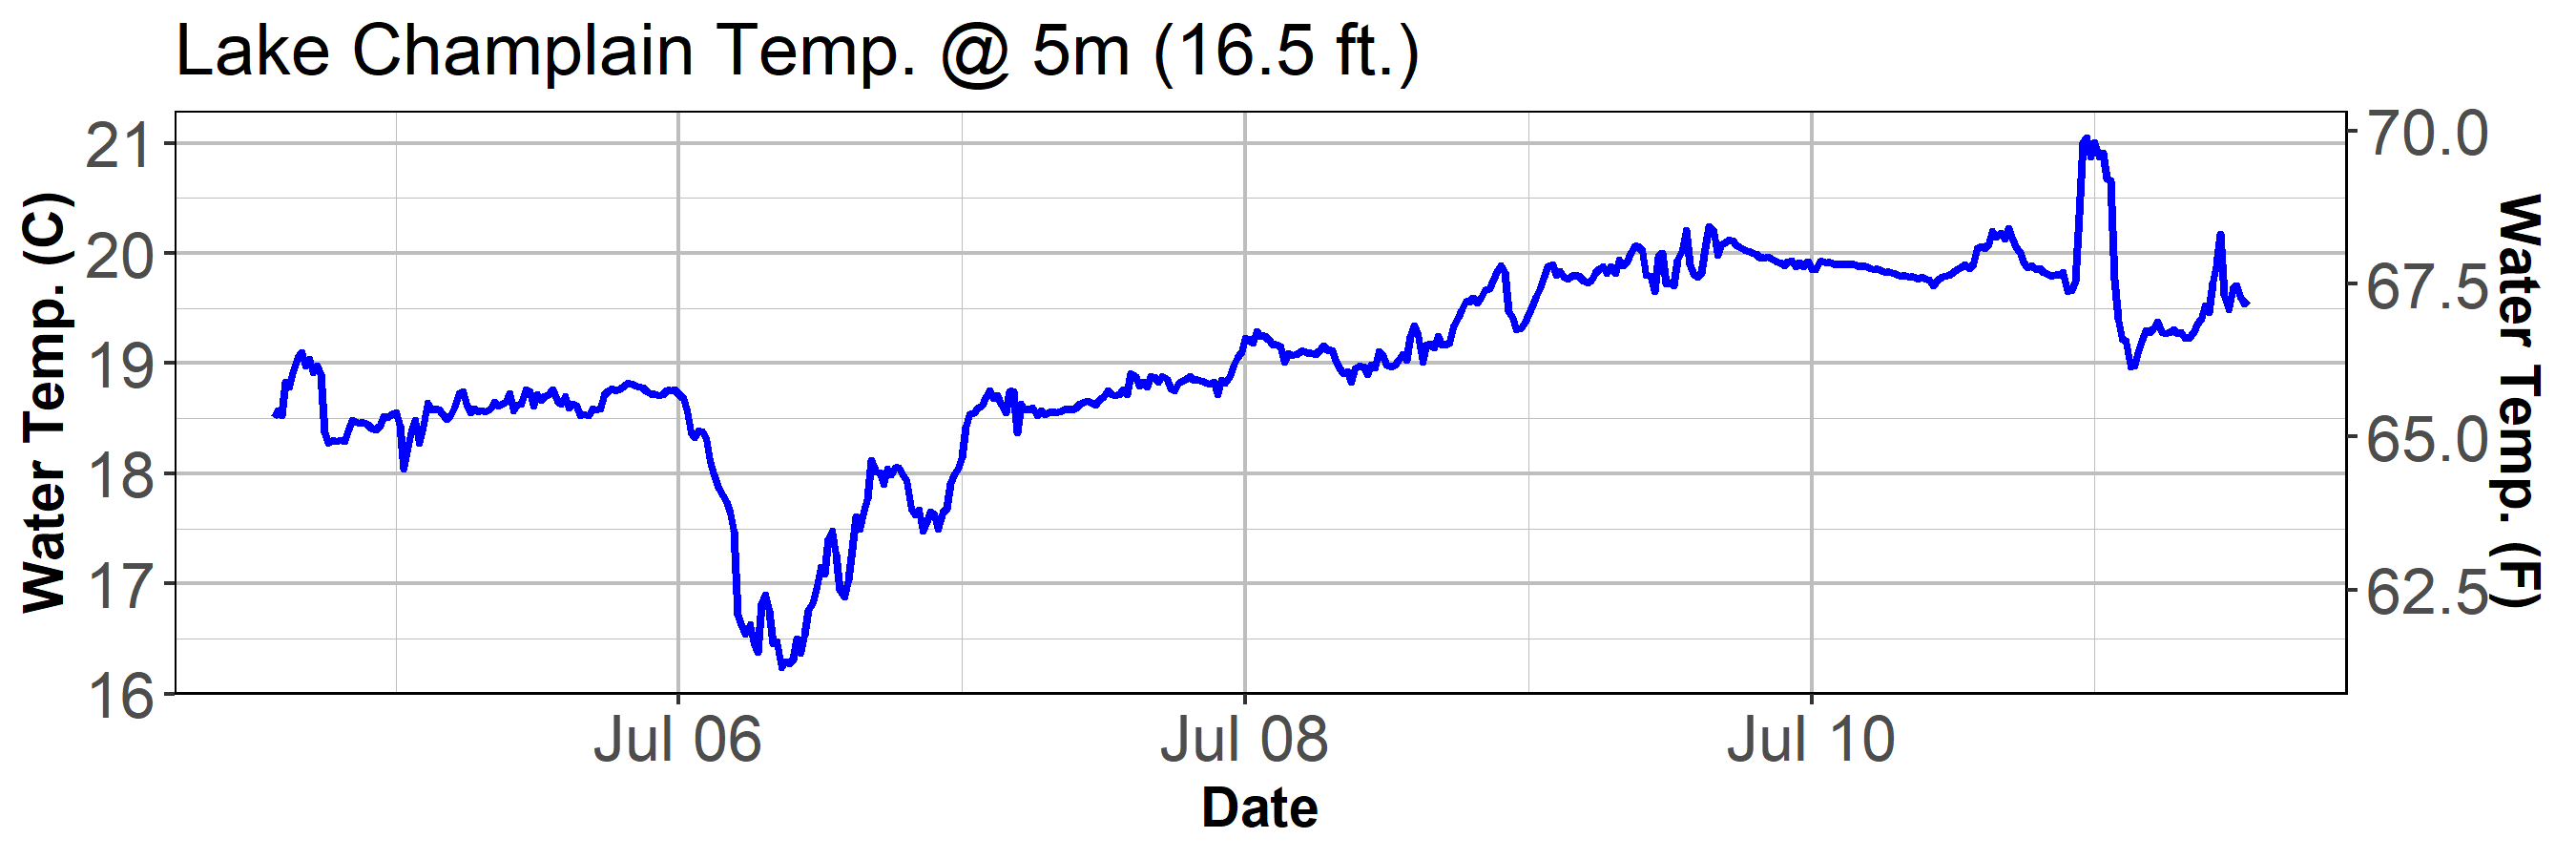 Lake Champlain Temp. @ 5m (16.5 ft.)
Water Temp. (C)
21
20
19
18
17
16
70.0
67.5
65.0
62.5
Water Temp. (F)
Jul 06
Jul 08
Jul 10
Date